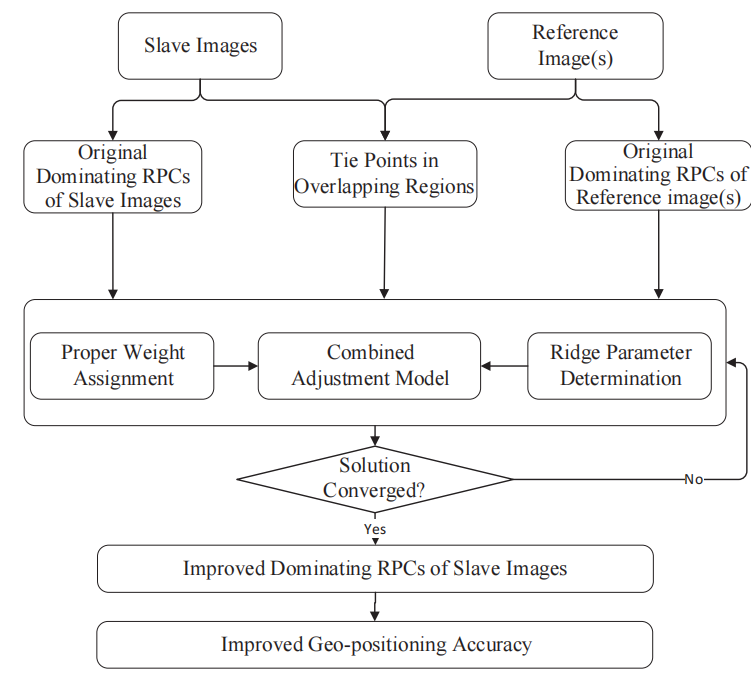 Slave Images
Reference
Image(s)
Original
Dominating RPCs
of Slave Images
Tie Points in
Overlapping Regions
Original
Dominating RPCs of
Reference image(s)
Proper Weight
Assignment
Combined
Adjustment Model
Ridge Parameter
Determination
Solution
Converged?
No
Yes
Improved Dominating RPCs of Slave Images
Improved Geo-positioning Accuracy